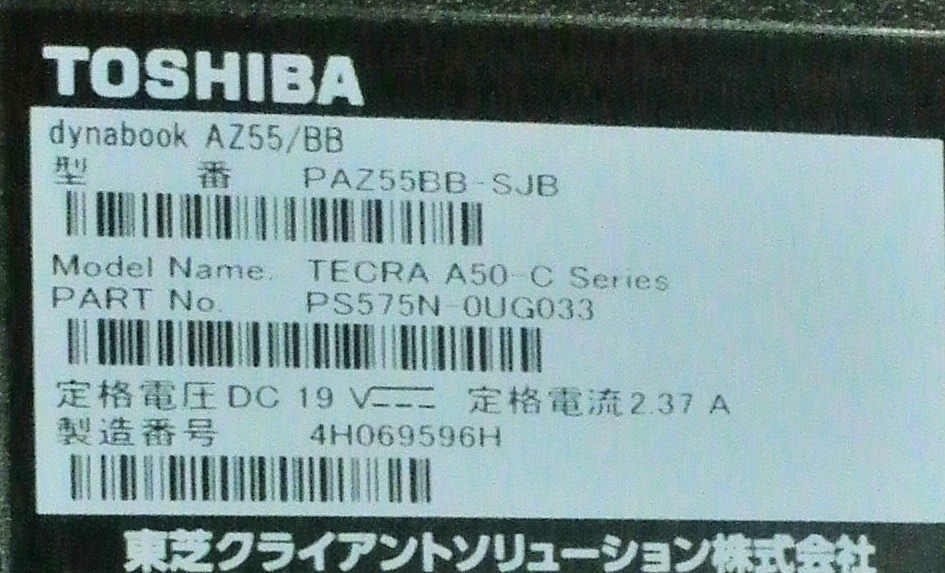 TOSHIBA
dynabook AZ55/BB
型 番 PAZ55BB-SJB
Model Name. TECRA A50-C Series
PART No. PS575N-0UG033
定格電圧 DC 19 V⎓ 定格電流 2.37 A
製造番号 4H069596H
東芝クライアントソリューション株式会社